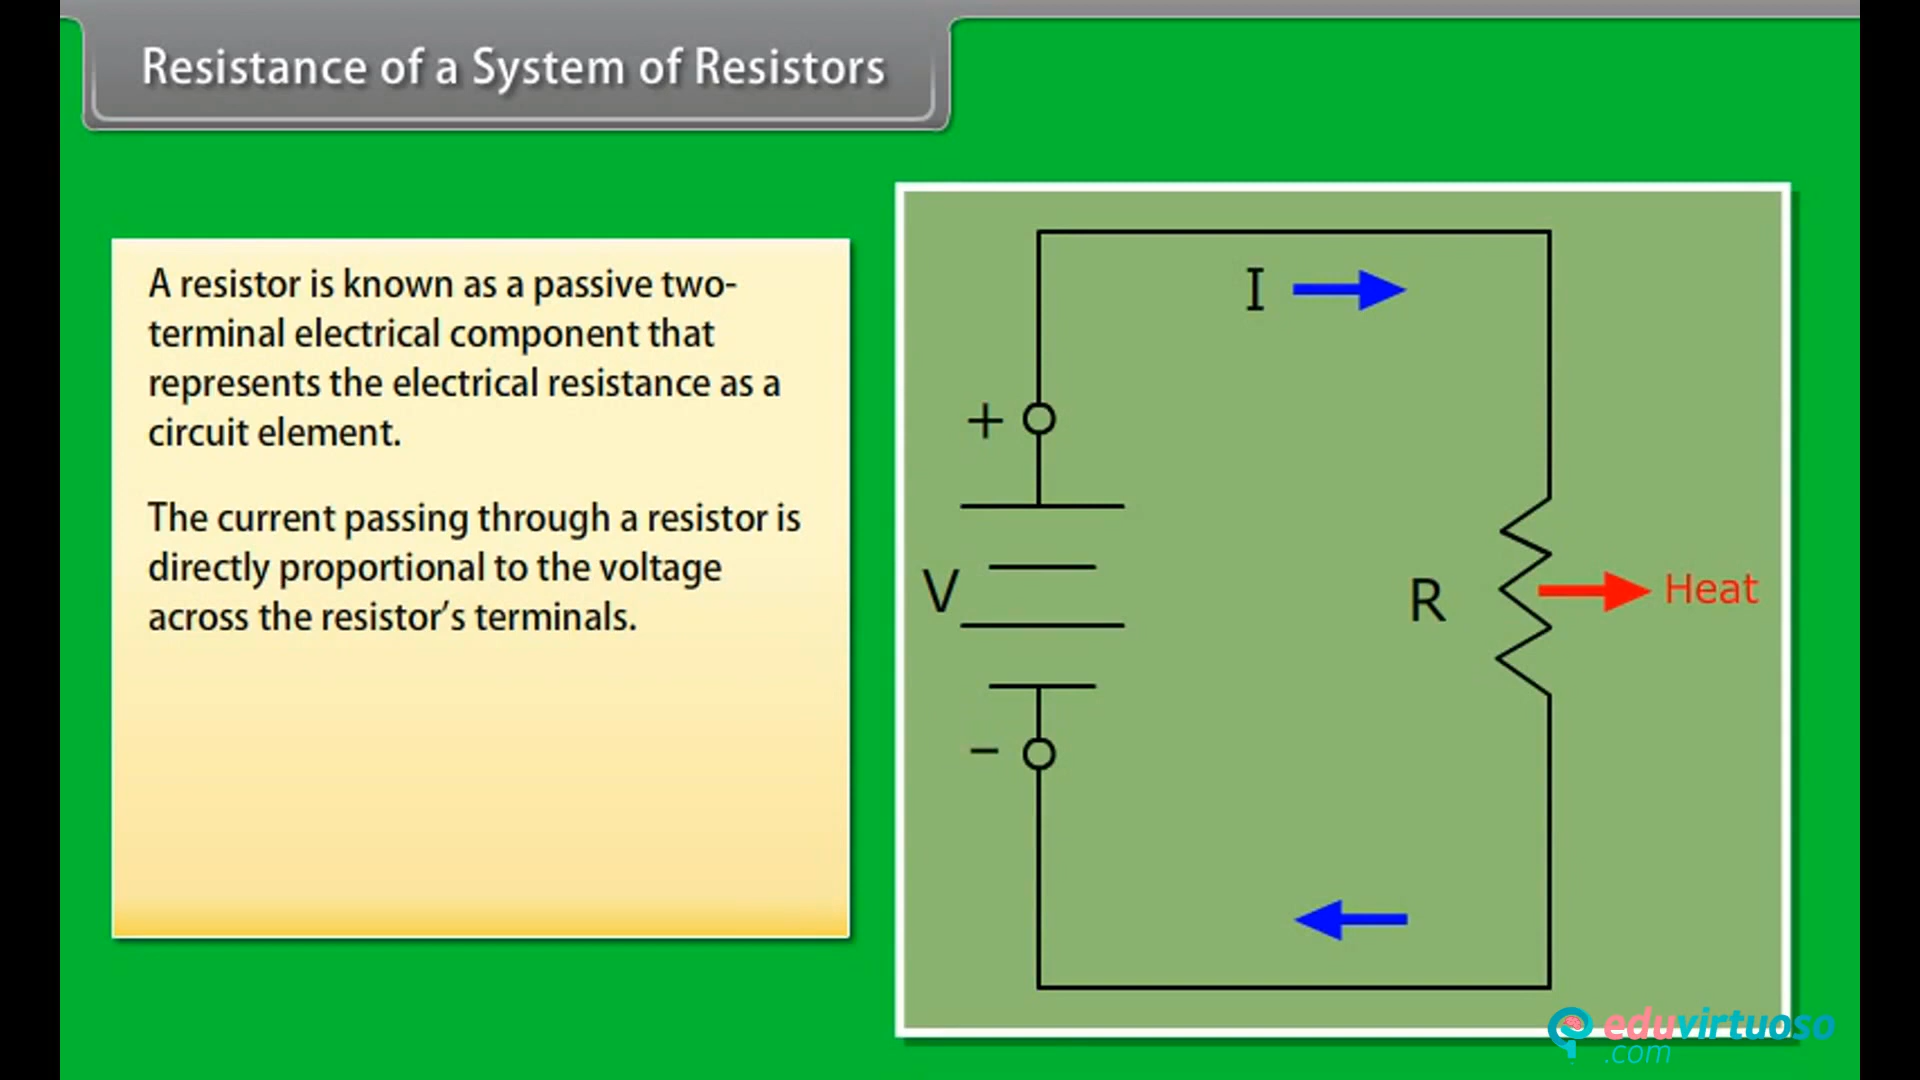 Resistance of a System of Resistors
A resistor is known as a passive two-
terminal electrical component that
represents the electrical resistance as a
circuit element.
The current passing through a resistor is
directly proportional to the voltage
across the resistor's terminals.
I
+
V
R
Heat
−
eduvirtuoso
.com